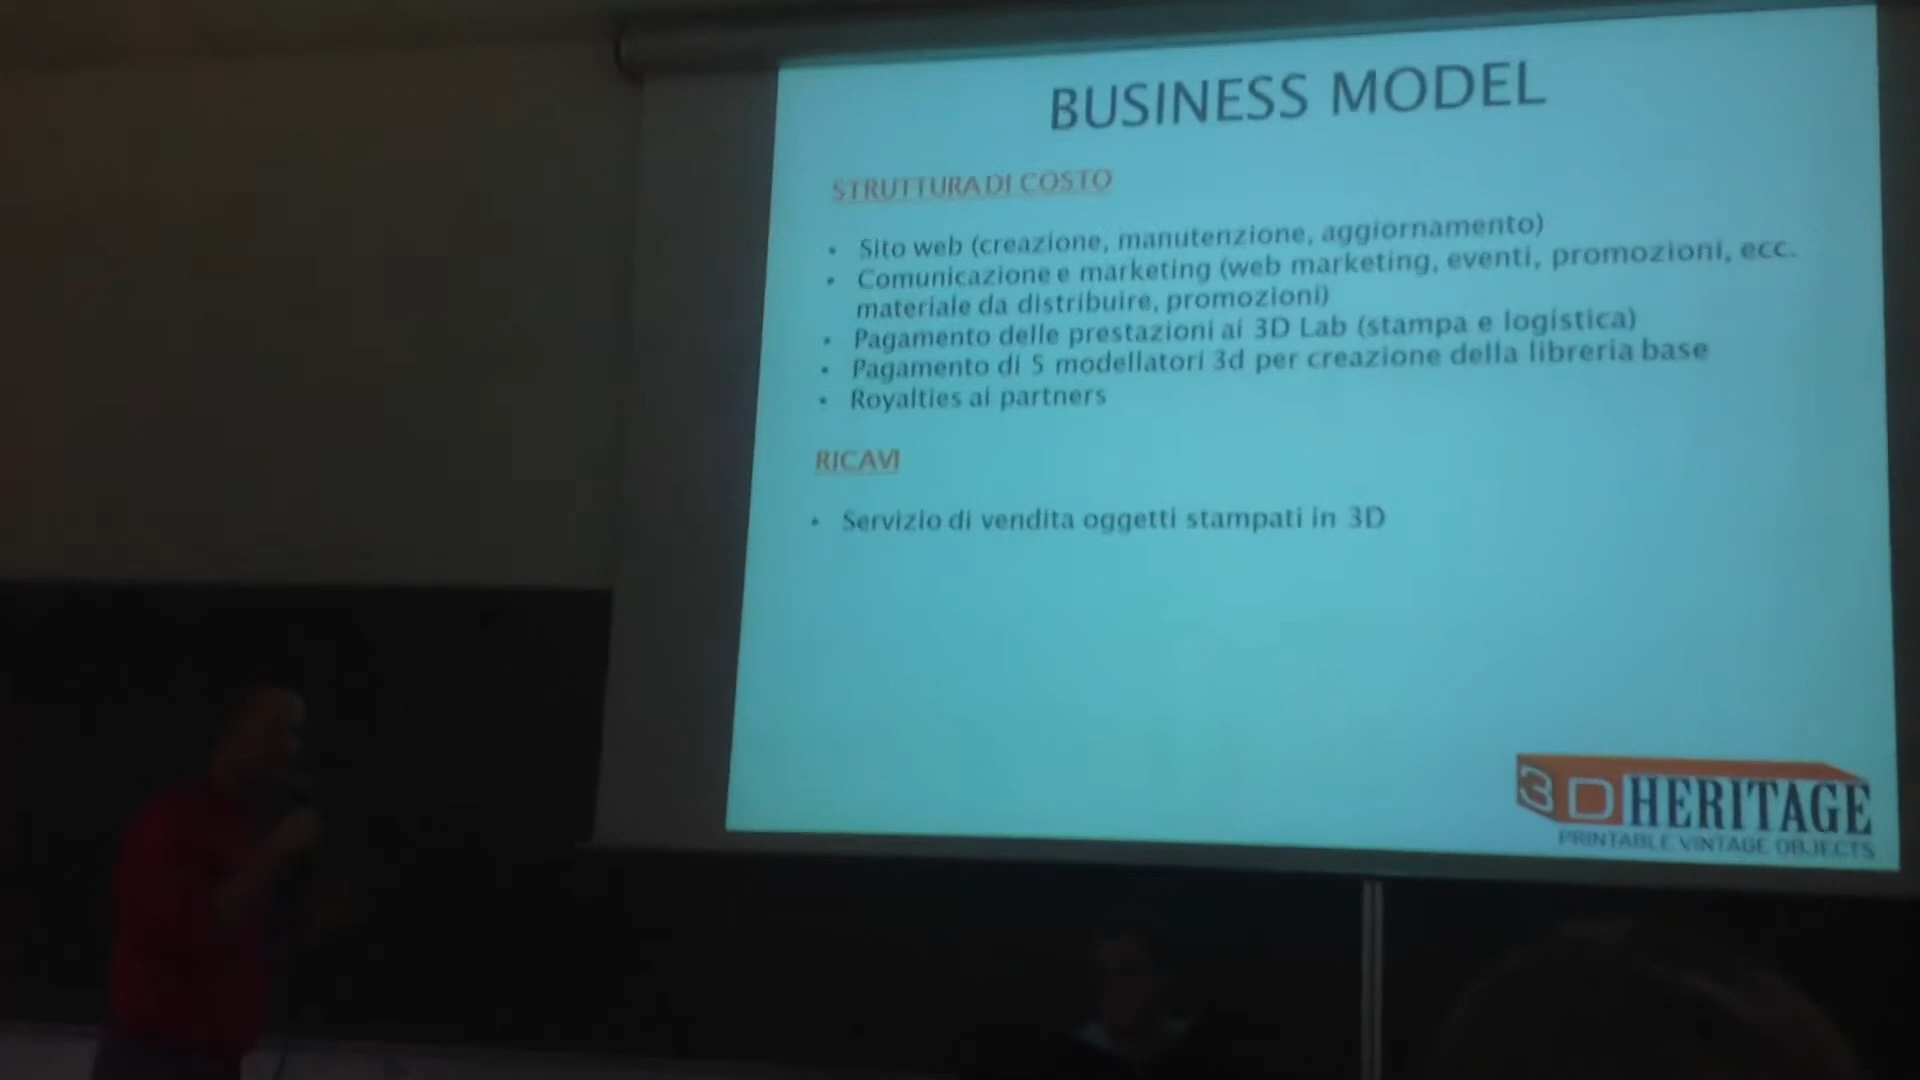 BUSINESS MODEL
STRUTTURA DI COSTO
• Sito web (creazione, manutenzione, aggiornamento)
• Comunicazione e marketing (web marketing, eventi, promozioni, ecc.
materiale da distribuire, promozioni)
• Pagamento delle prestazioni ai 3D Lab (stampa e logistica)
• Pagamento di 5 modellatori 3d per creazione della libreria base
• Royalties ai partners
RICAVI
• Servizio di vendita oggetti stampati in 3D
3D HERITAGE
PRINTABLE VINTAGE OBJECTS